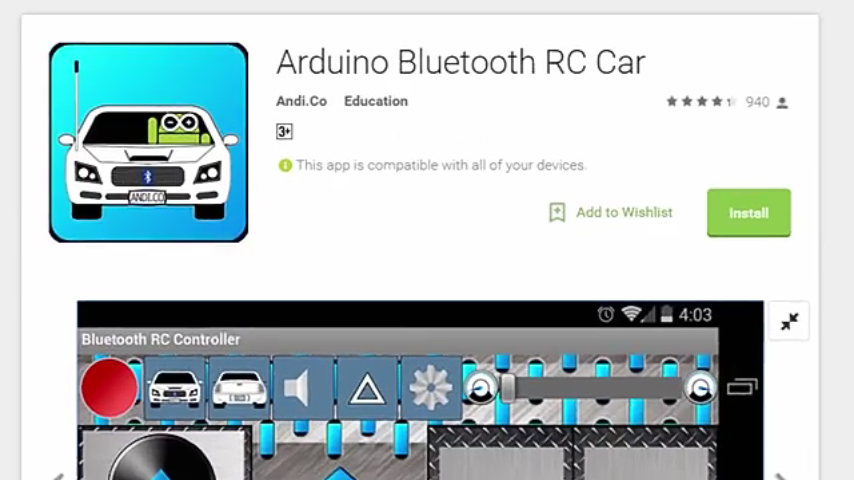 Arduino Bluetooth RC Car
Andi.Co Education
940
3+
This app is compatible with all of your devices.
Add to Wishlist
Install
ANDI.CO
4:03
Bluetooth RC Controller